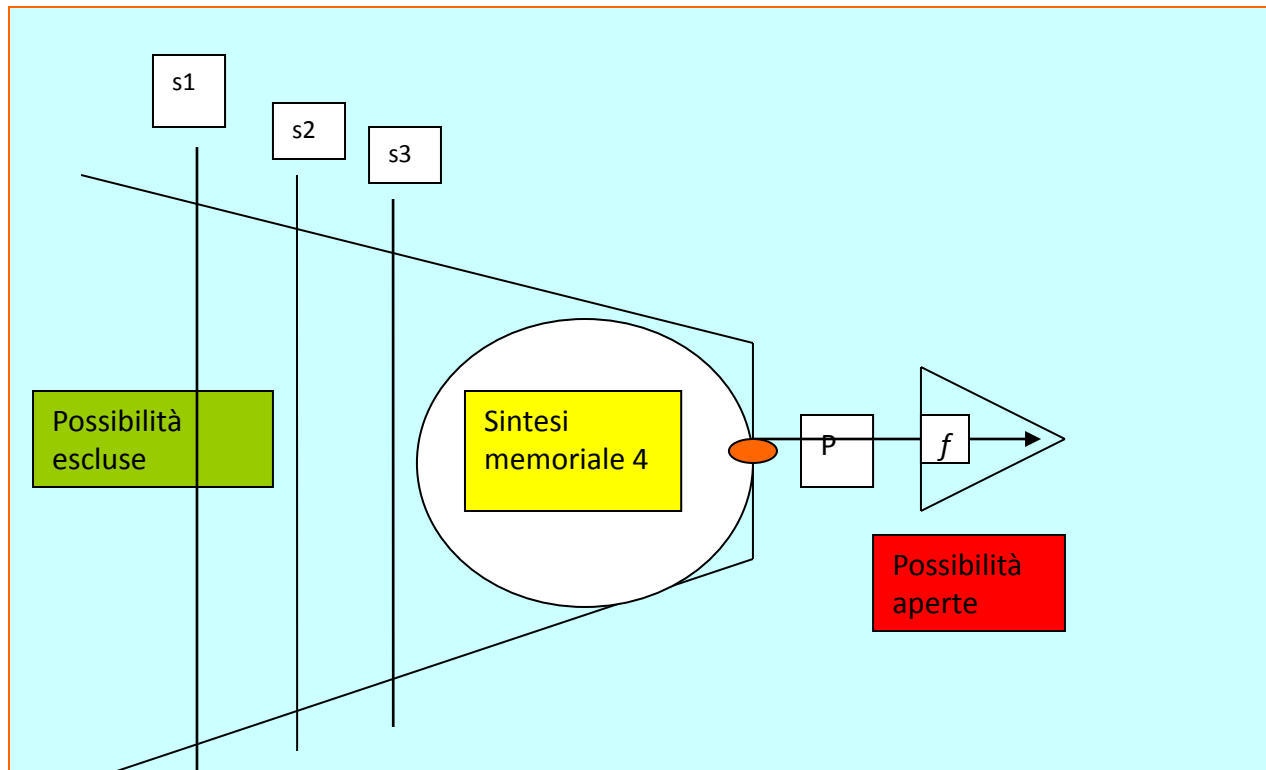 s1
s2
s3
Possibilità
escluse
Sintesi
memoriale 4
P
f
Possibilità
aperte